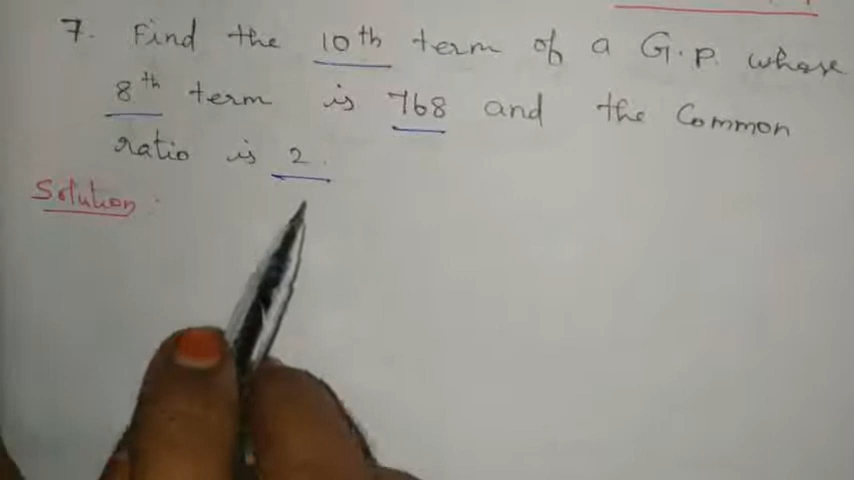 7. Find the 10th term of a G.P. whose
8th term is 768 and the Common
ratio is 2.
Solution: